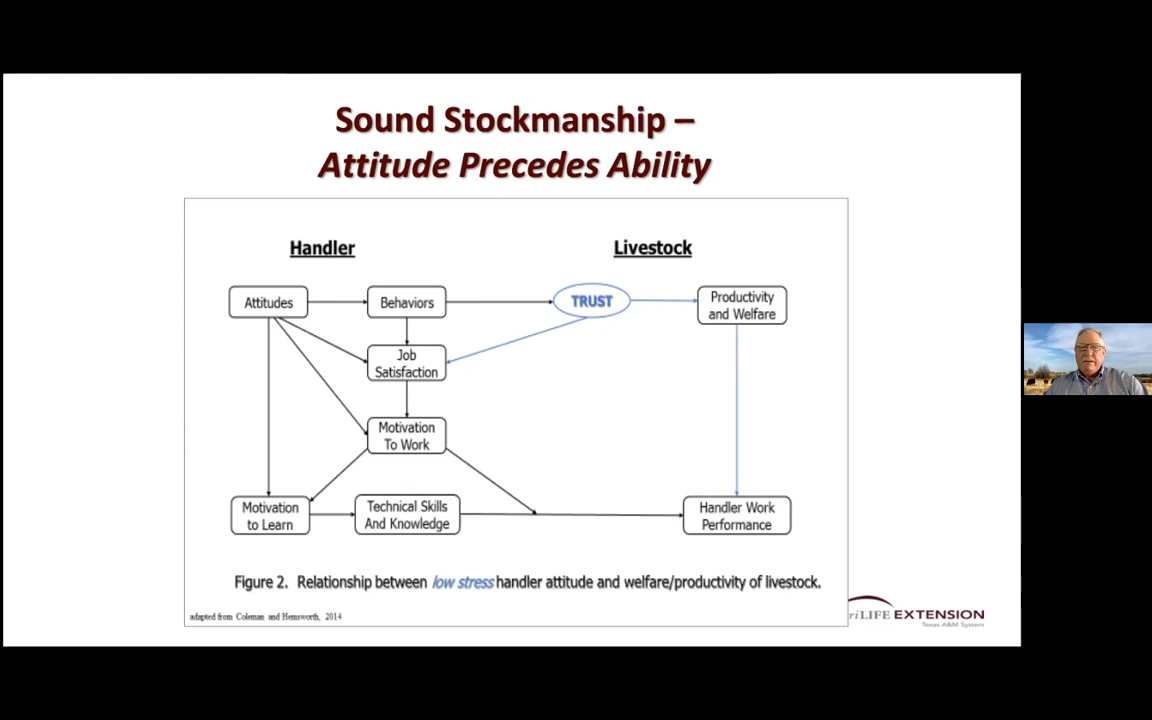 Sound Stockmanship –
Attitude Precedes Ability
Handler
Livestock
Attitudes
Behaviors
TRUST
Productivity
and Welfare
Job
Satisfaction
Motivation
To Work
Motivation
to Learn
Technical Skills
And Knowledge
Handler Work
Performance
Figure 2. Relationship between low stress handler attitude and welfare/productivity of livestock.
adapted from Coleman and Hemsworth, 2014
riLIFE EXTENSION
Texas A&M System